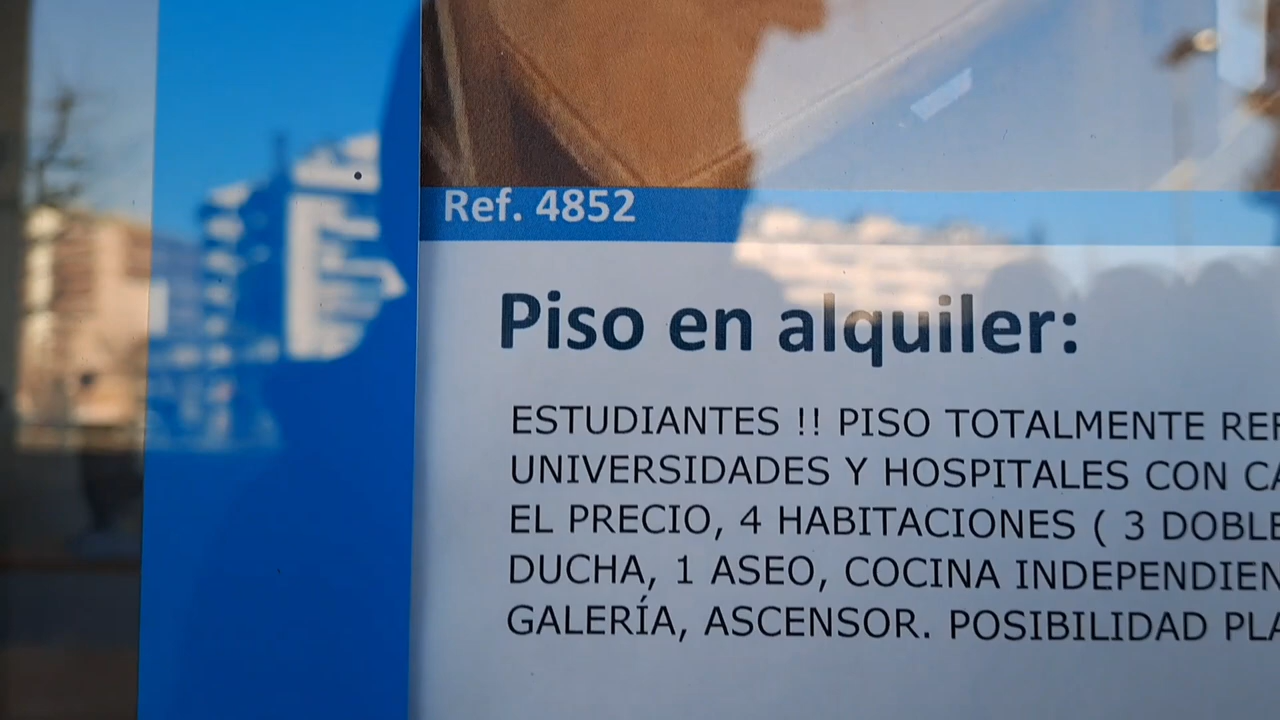 Ref. 4852
Piso en alquiler:
ESTUDIANTES !! PISO TOTALMENTE
UNIVERSIDADES Y HOSPITALES CON
EL PRECIO, 4 HABITACIONES ( 3 DOBLE
DUCHA, 1 ASEO, COCINA
GALERÍA, ASCENSOR. POSIBILIDAD